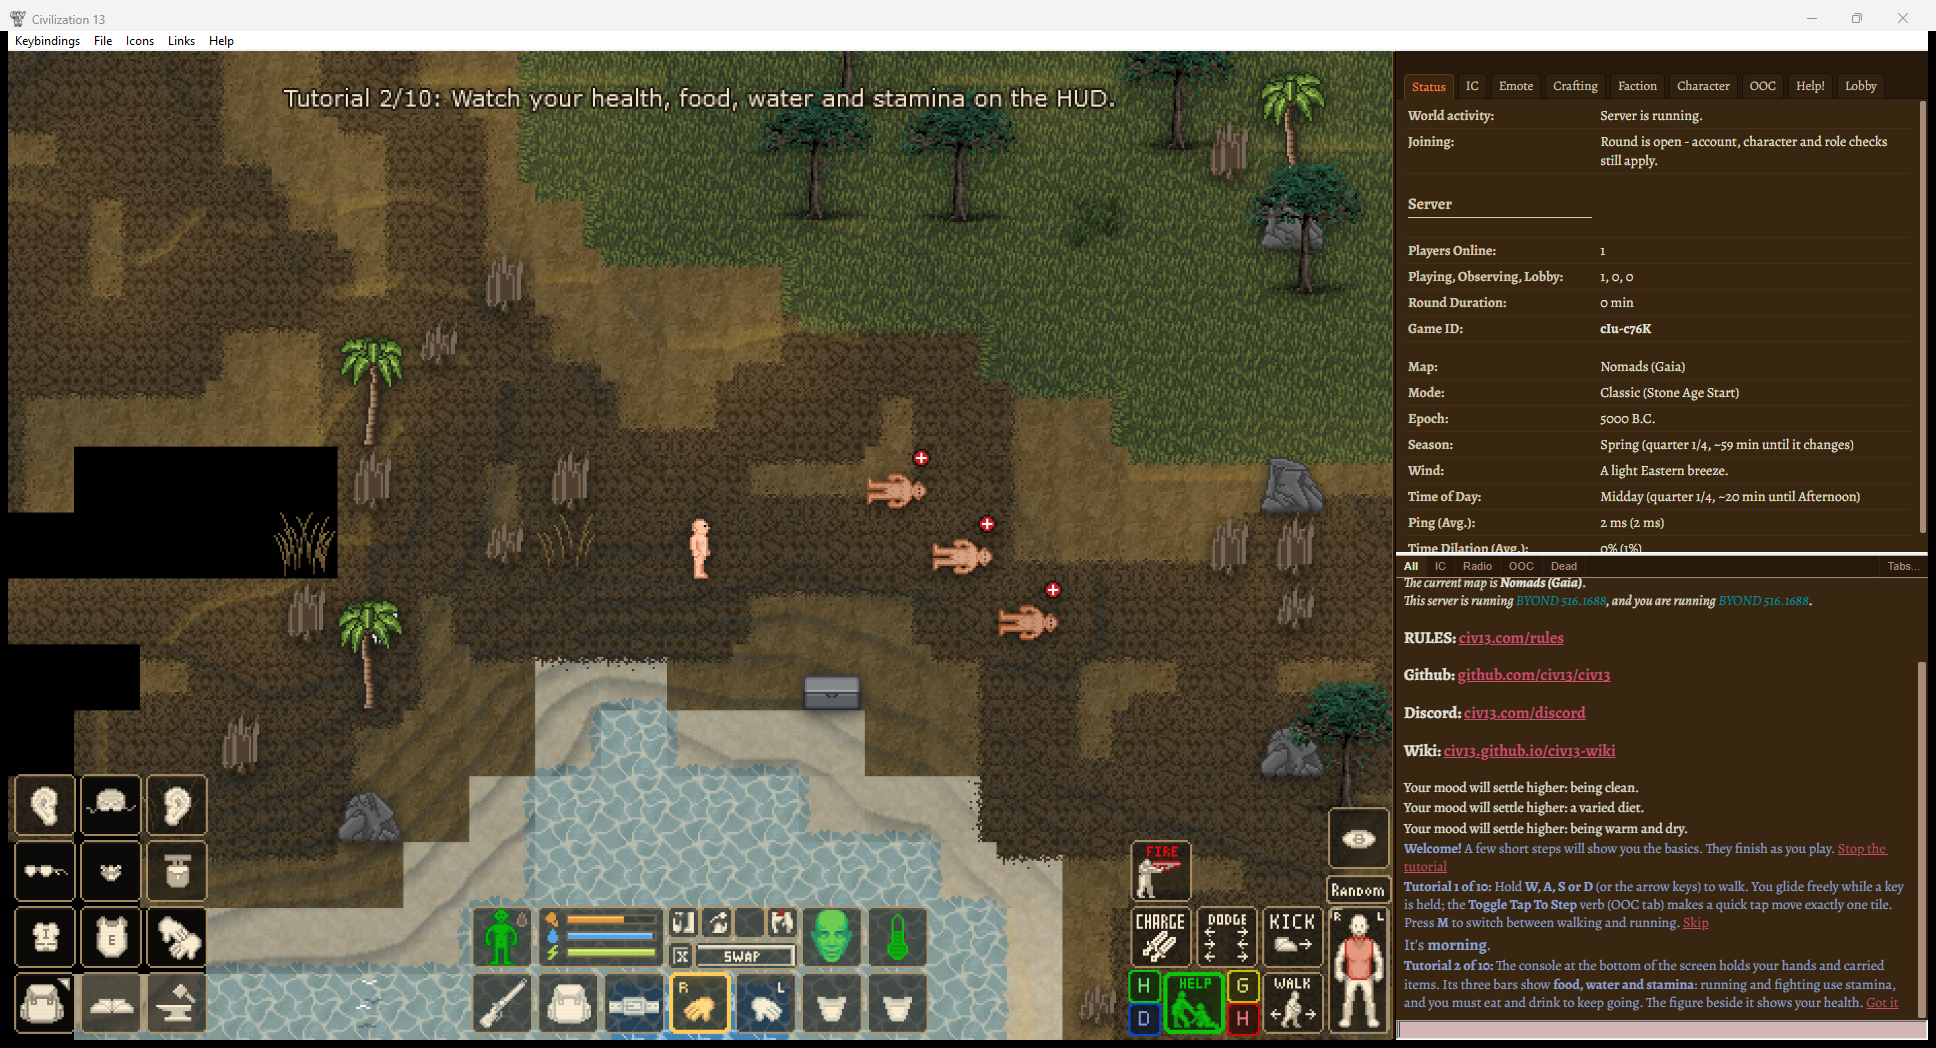 Civilization 13
Keybindings File Icons Links Help
Tutorial 2/10: Watch your health, food, water and stamina on the HUD.
Status IC Emote Crafting Faction Character OOC Help! Lobby
World activity: Server is running.
Joining: Round is open - account, character and role checks
still apply.
Server
Players Online: 1
Playing, Observing, Lobby: 1, 0, 0
Round Duration: 0 min
Game ID: cIu-c76K
Map: Nomads (Gaia)
Mode: Classic (Stone Age Start)
Epoch: 5000 B.C.
Season: Spring (quarter 1/4, ~59 min until it changes)
Wind: A light Eastern breeze.
Time of Day: Midday (quarter 1/4, ~20 min until Afternoon)
Ping (Avg.): 2 ms (2 ms)
Time Dilation (Avg.): 0% (1%)
All IC Radio OOC Dead Tabs...
The current map is Nomads (Gaia).
This server is running BYOND 516.1688, and you are running BYOND 516.1688.
RULES: civ13.com/rules
Github: github.com/civ13/civ13
Discord: civ13.com/discord
Wiki: civ13.github.io/civ13-wiki
Your mood will settle higher: being clean.
Your mood will settle higher: a varied diet.
Your mood will settle higher: being warm and dry.
Welcome! A few short steps will show you the basics. They finish as you play. Stop the
tutorial
Tutorial 1 of 10: Hold W, A, S or D (or the arrow keys) to walk. You glide freely while a key
is held; the Toggle Tap To Step verb (OOC tab) makes a quick tap move exactly one tile.
Press M to switch between walking and running. Skip
It's morning.
Tutorial 2 of 10: The console at the bottom of the screen holds your hands and carried
items. Its three bars show food, water and stamina: running and fighting use stamina,
and you must eat and drink to keep going. The figure beside it shows your health. Got it
I
E
X SWAP
R L
FIRE
B
RANDOM
CHARGE DODGE KICK
R L
H HELP G WALK
D H